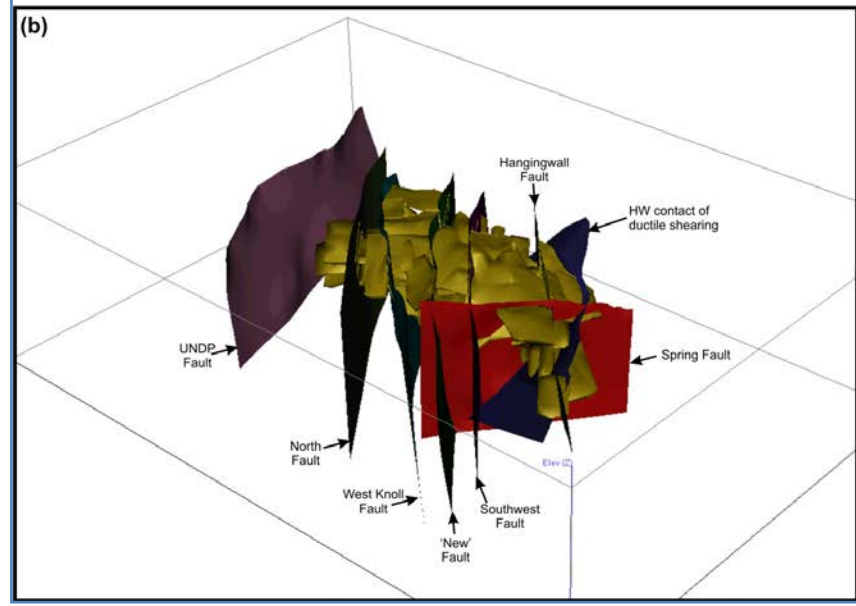 (b)
Hangingwall
Fault
HW contact of
ductile shearing
UNDP
Fault
Spring Fault
North
Fault
Elev (Z)
West Knoll
Fault
Southwest
Fault
‘New’
Fault